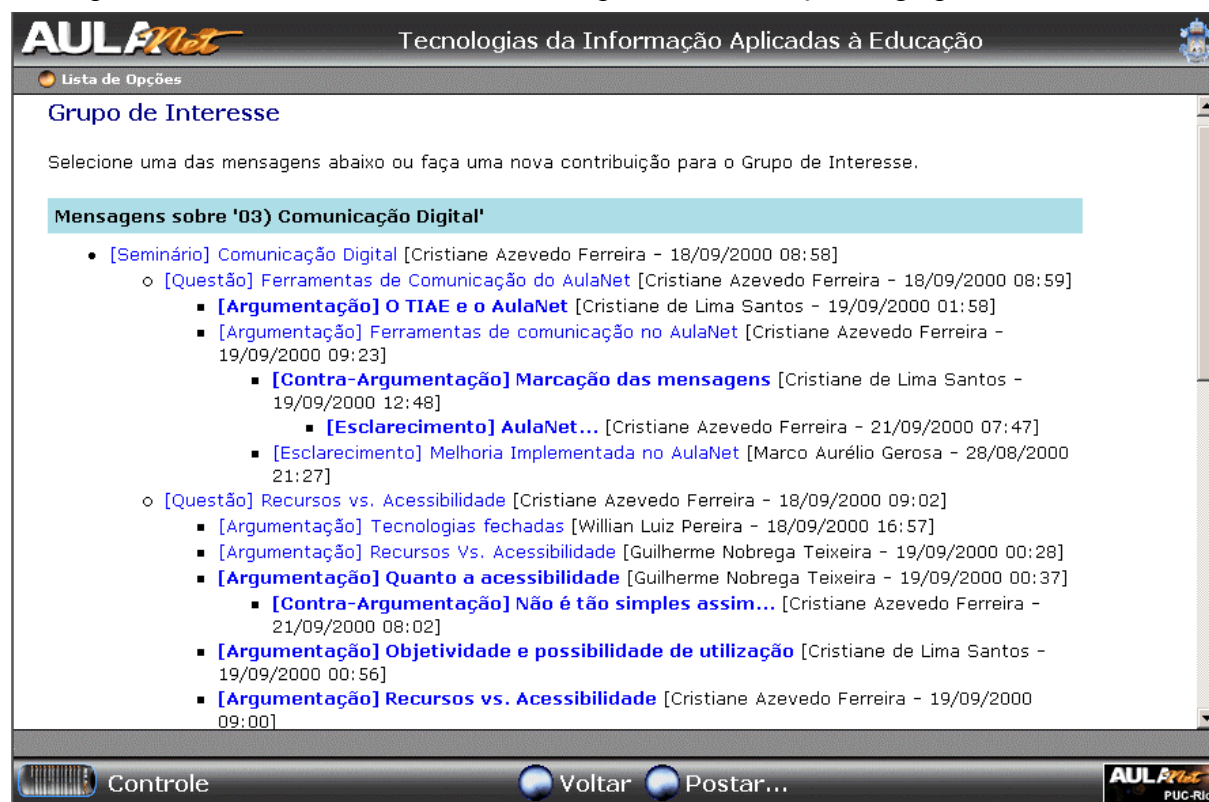 AULANet
Tecnologias da Informação Aplicadas à Educação
Lista de Opções
Grupo de Interesse
Selecione uma das mensagens abaixo ou faça uma nova contribuição para o Grupo de Interesse.
Mensagens sobre '03) Comunicação Digital'
[Seminário] Comunicação Digital [Cristiane Azevedo Ferreira - 18/09/2000 08:58]
[Questão] Ferramentas de Comunicação do AulaNet [Cristiane Azevedo Ferreira - 18/09/2000 08:59]
[Argumentação] O TIAE e o AulaNet [Cristiane de Lima Santos - 19/09/2000 01:58]
[Argumentação] Ferramentas de comunicação no AulaNet [Cristiane Azevedo Ferreira -
19/09/2000 09:23]
[Contra-Argumentação] Marcação das mensagens [Cristiane de Lima Santos -
19/09/2000 12:48]
[Esclarecimento] AulaNet... [Cristiane Azevedo Ferreira - 21/09/2000 07:47]
[Esclarecimento] Melhoria Implementada no AulaNet [Marco Aurélio Gerosa - 28/08/2000
21:27]
[Questão] Recursos vs. Acessibilidade [Cristiane Azevedo Ferreira - 18/09/2000 09:02]
[Argumentação] Tecnologias fechadas [Willian Luiz Pereira - 18/09/2000 16:57]
[Argumentação] Recursos Vs. Acessibilidade [Guilherme Nobrega Teixeira - 19/09/2000 00:28]
[Argumentação] Quanto a acessibilidade [Guilherme Nobrega Teixeira - 19/09/2000 00:37]
[Contra-Argumentação] Não é tão simples assim... [Cristiane Azevedo Ferreira -
21/09/2000 08:02]
[Argumentação] Objetividade e possibilidade de utilização [Cristiane de Lima Santos -
19/09/2000 00:56]
[Argumentação] Recursos vs. Acessibilidade [Cristiane Azevedo Ferreira - 19/09/2000
09:00]
Controle
Voltar
Postar...
AULANet
PUC-Rio